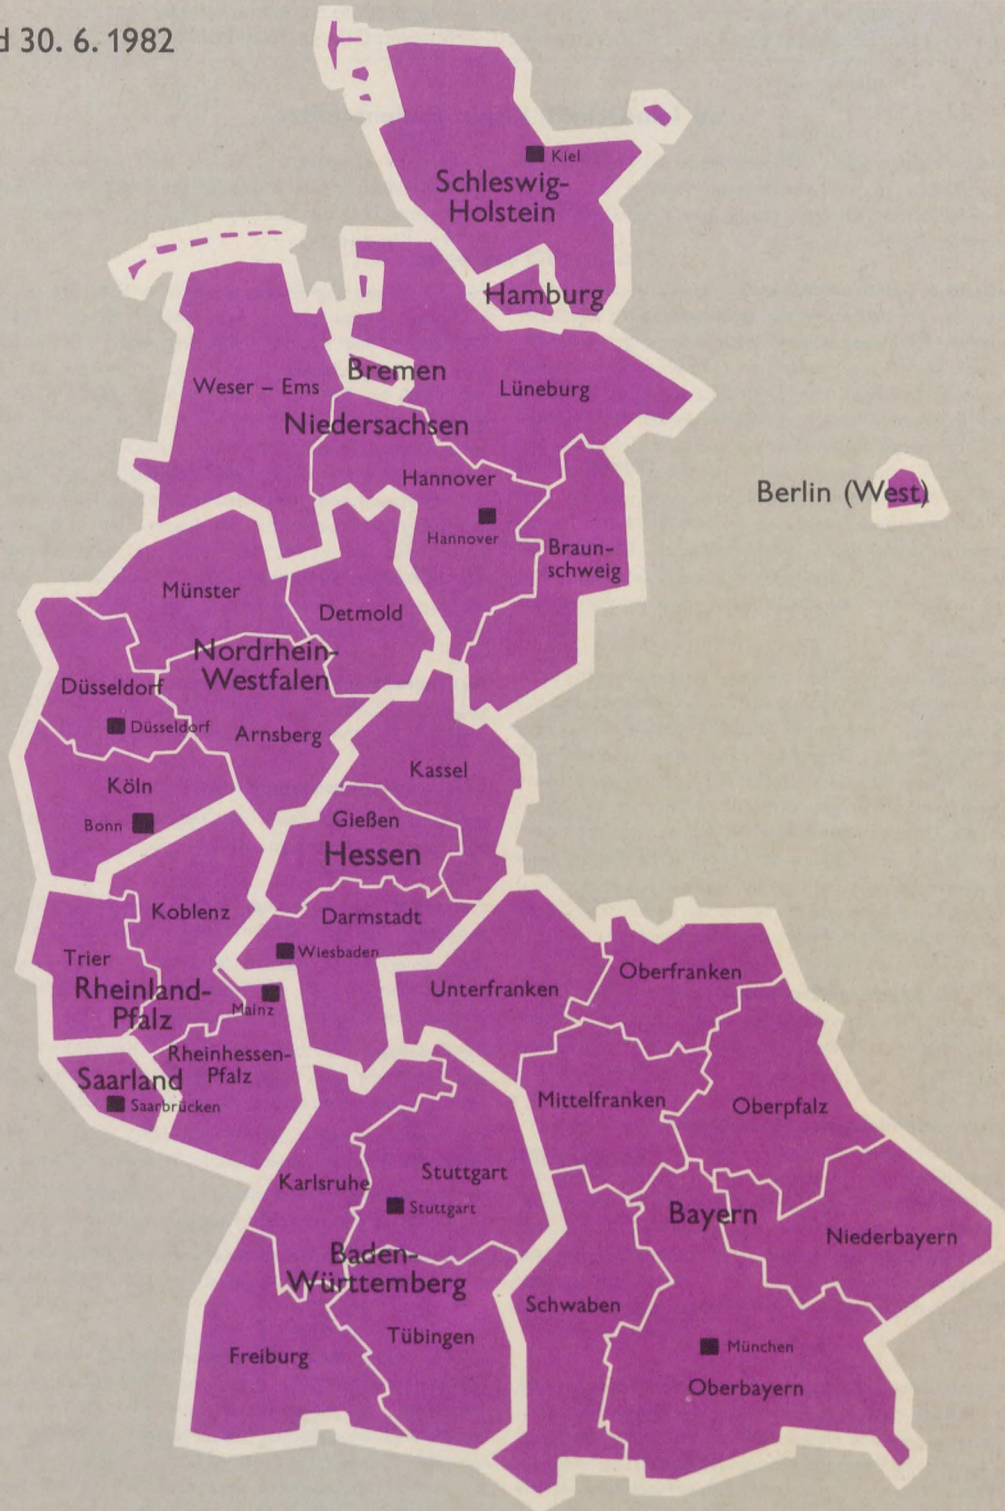 30. 6. 1982
Kiel
Schleswig-
Holstein
Hamburg
Bremen
Weser – Ems
Lüneburg
Niedersachsen
Hannover
Berlin (West)
Hannover
Braun-
schweig
Münster
Detmold
Nordrhein-
Westfalen
Düsseldorf
Düsseldorf
Arnsberg
Kassel
Köln
Gießen
Bonn
Hessen
Koblenz
Darmstadt
Wiesbaden
Trier
Oberfranken
Rheinland-
Pfalz
Unterfranken
Mainz
Rheinhessen-
Pfalz
Saarland
Saarbrücken
Mittelfranken
Oberpfalz
Karlsruhe
Stuttgart
Stuttgart
Bayern
Niederbayern
Baden-
Württemberg
Schwaben
Tübingen
Freiburg
München
Oberbayern